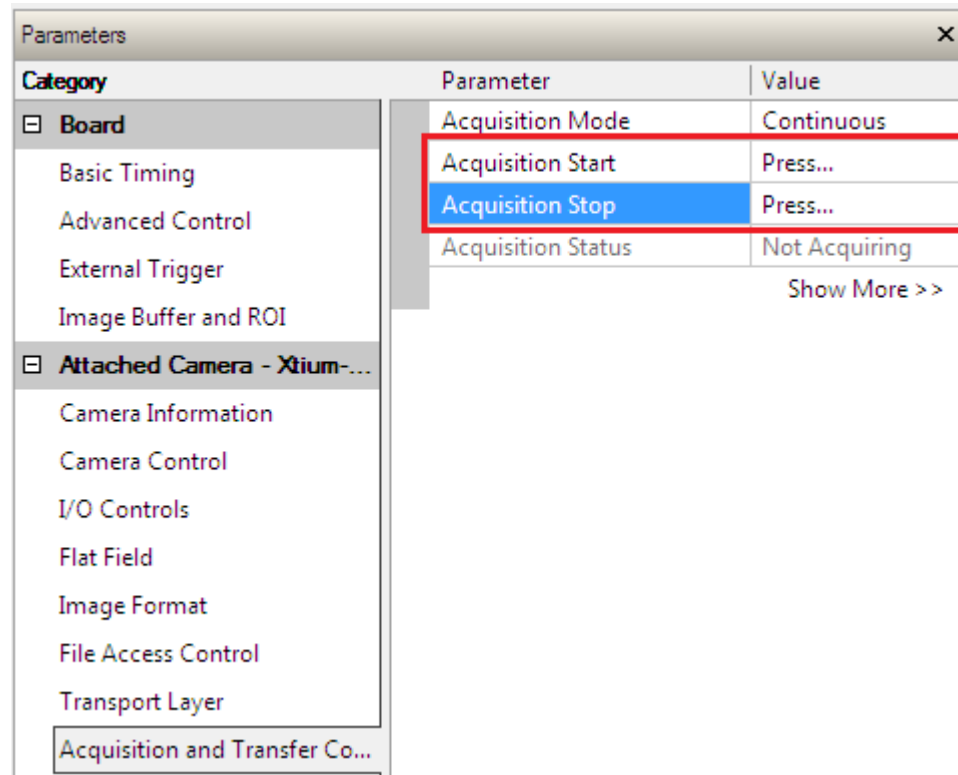 Parameters
Category
Parameter Value
Board
Acquisition Mode Continuous
Basic Timing
Acquisition Start Press...
Advanced Control
Acquisition Stop Press...
External Trigger
Acquisition Status Not Acquiring
Image Buffer and ROI
Show More >>
Attached Camera - Xtium-...
Camera Information
Camera Control
I/O Controls
Flat Field
Image Format
File Access Control
Transport Layer
Acquisition and Transfer Co...